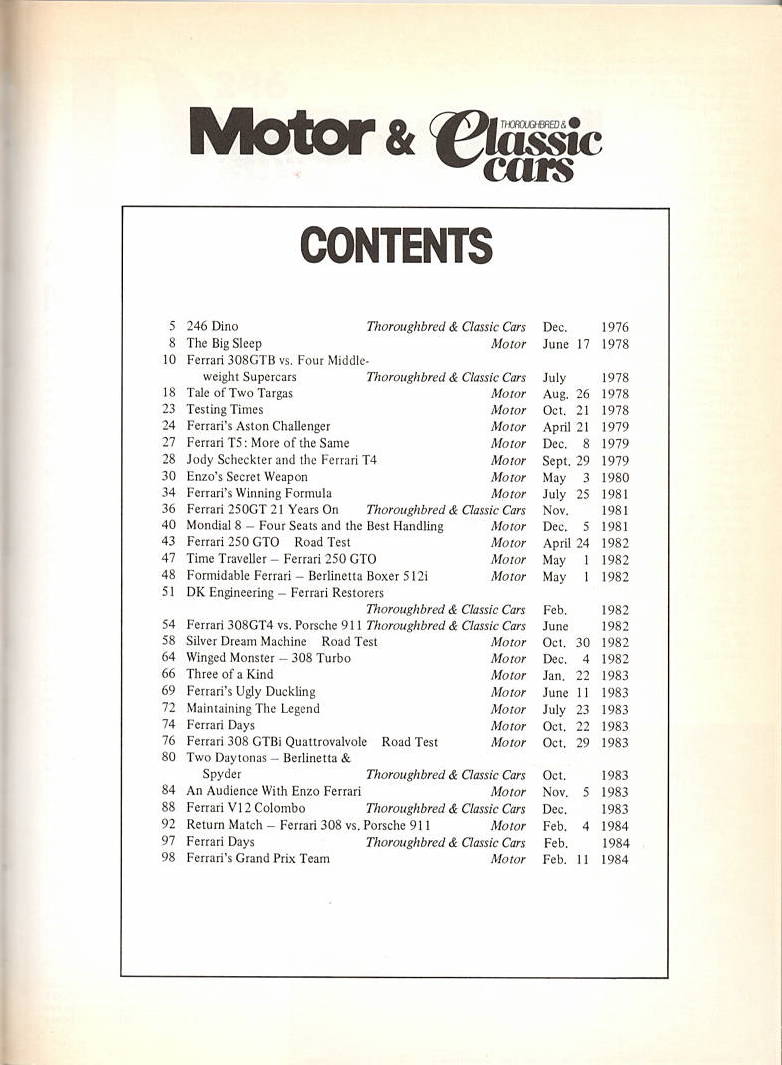 Motor & THOROUGHBRED & Classic cars
CONTENTS
5 246 Dino Thoroughbred & Classic Cars Dec. 1976
8 The Big Sleep Motor June 17 1978
10 Ferrari 308GTB vs. Four Middle-
weight Supercars Thoroughbred & Classic Cars July 1978
18 Tale of Two Targas Motor Aug. 26 1978
23 Testing Times Motor Oct. 21 1978
24 Ferrari's Aston Challenger Motor April 21 1979
27 Ferrari T5: More of the Same Motor Dec. 8 1979
28 Jody Scheckter and the Ferrari T4 Motor Sept. 29 1979
30 Enzo's Secret Weapon Motor May 3 1980
34 Ferrari's Winning Formula Motor July 25 1981
36 Ferrari 250GT 21 Years On Thoroughbred & Classic Cars Nov. 1981
40 Mondial 8 – Four Seats and the Best Handling Motor Dec. 5 1981
43 Ferrari 250 GTO Road Test Motor April 24 1982
47 Time Traveller – Ferrari 250 GTO Motor May 1 1982
48 Formidable Ferrari – Berlinetta Boxer 512i Motor May 1 1982
51 DK Engineering – Ferrari Restorers
Thoroughbred & Classic Cars Feb. 1982
54 Ferrari 308GT4 vs. Porsche 911 Thoroughbred & Classic Cars June 1982
58 Silver Dream Machine Road Test Motor Oct. 30 1982
64 Winged Monster – 308 Turbo Motor Dec. 4 1982
66 Three of a Kind Motor Jan. 22 1983
69 Ferrari's Ugly Duckling Motor June 11 1983
72 Maintaining The Legend Motor July 23 1983
74 Ferrari Days Motor Oct. 22 1983
76 Ferrari 308 GTBi Quattrovalvole Road Test Motor Oct. 29 1983
80 Two Daytonas – Berlinetta &
Spyder Thoroughbred & Classic Cars Oct. 1983
84 An Audience With Enzo Ferrari Motor Nov. 5 1983
88 Ferrari V12 Colombo Thoroughbred & Classic Cars Dec. 1983
92 Return Match – Ferrari 308 vs. Porsche 911 Motor Feb. 4 1984
97 Ferrari Days Thoroughbred & Classic Cars Feb. 1984
98 Ferrari's Grand Prix Team Motor Feb. 11 1984